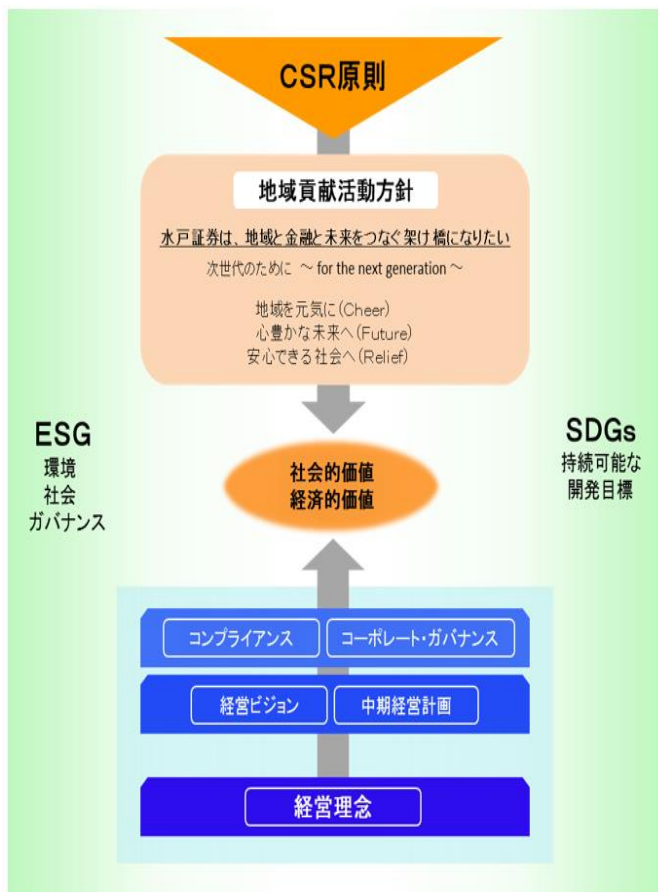 CSR原則
地域貢献活動方針
水戸証券は、地域と金融と未来をつなぐ架け橋になりたい
次世代のために ～ for the next generation ～
地域を元気に(Cheer)
心豊かな未来へ(Future)
安心できる社会へ(Relief)
ESG
環境
社会
ガバナンス
SDGs
持続可能な
開発目標
社会的価値
経済的価値
コンプライアンス
コーポレート・ガバナンス
経営ビジョン
中期経営計画
経営理念